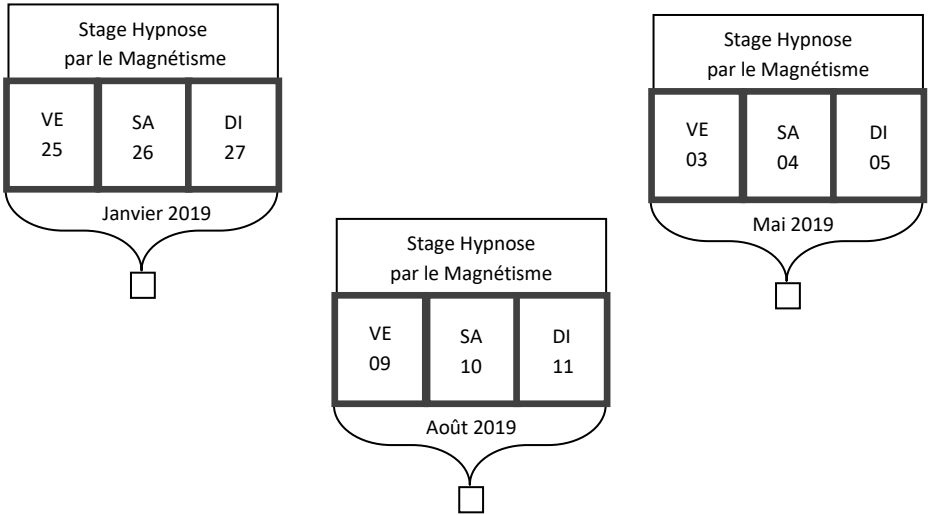 Stage Hypnose
par le Magnétisme
VE SA DI
25 26 27
Janvier 2019
Stage Hypnose
par le Magnétisme
VE SA DI
03 04 05
Mai 2019
Stage Hypnose
par le Magnétisme
VE SA DI
09 10 11
Août 2019